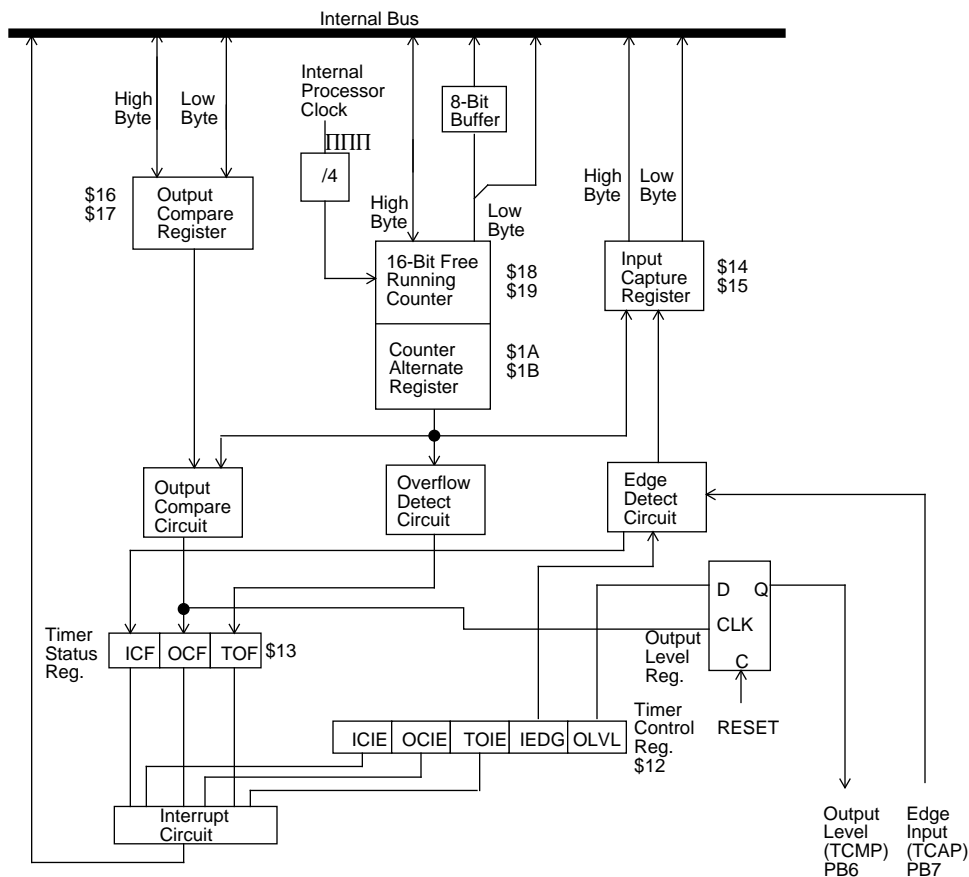 Internal Bus
High
Byte
Low
Byte
Internal
Processor
Clock
/4
8-Bit
Buffer
High
Byte
Low
Byte
High
Byte
Low
Byte
$16
$17
Output
Compare
Register
16-Bit Free
Running
Counter
$18
$19
Counter
Alternate
Register
$1A
$1B
Input
Capture
Register
$14
$15
Output
Compare
Circuit
Overflow
Detect
Circuit
Edge
Detect
Circuit
D Q
CLK
C
Output
Level
Reg.
RESET
Timer
Status
Reg.
ICF OCF TOF $13
ICIE OCIE TOIE IEDG OLVL
Timer
Control
Reg.
$12
Interrupt
Circuit
Output
Level
(TCMP)
PB6
Edge
Input
(TCAP)
PB7